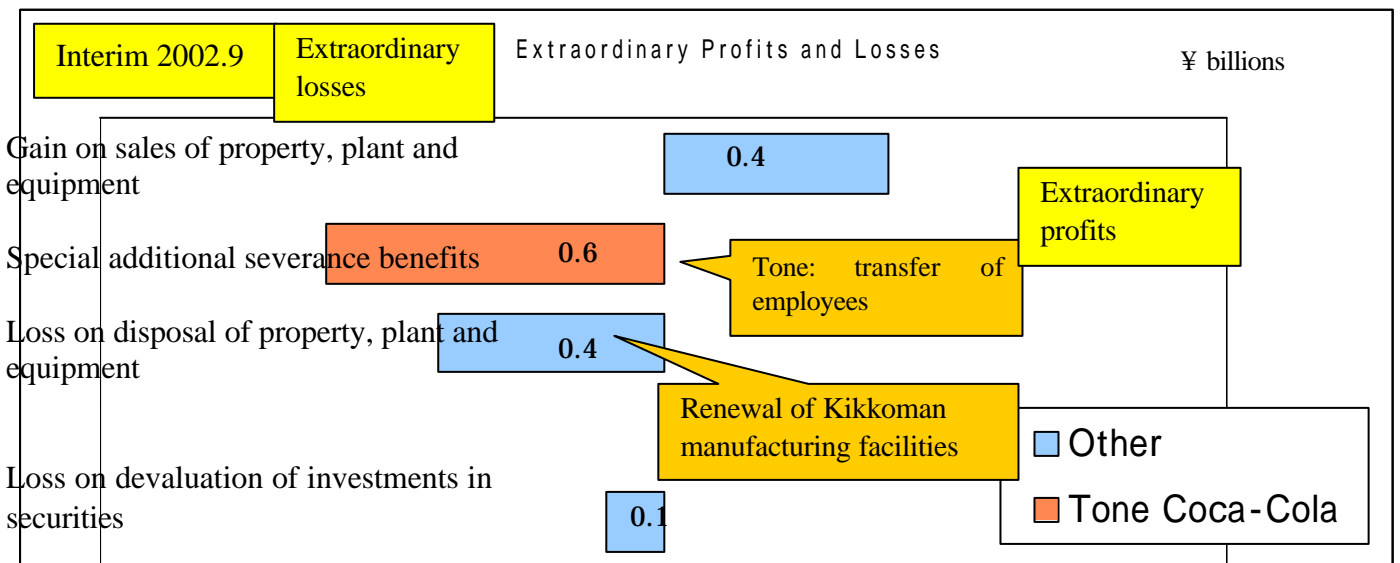 Interim 2002.9
Extraordinary
losses
Extraordinary Profits and Losses
¥ billions
Gain on sales of property, plant and
equipment
0.4
Extraordinary
profits
Special additional severance benefits
0.6
Tone: transfer of
employees
Loss on disposal of property, plant and
equipment
0.4
Renewal of Kikkoman
manufacturing facilities
Other
Tone Coca-Cola
Loss on devaluation of investments in
securities
0.1